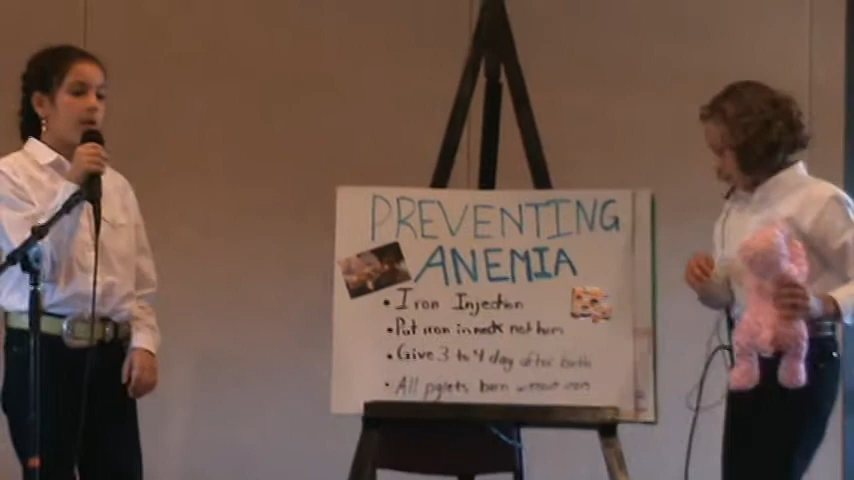 PREVENTING
ANEMIA
• Iron Injection
• Put iron in neck not ham
• Give 3 to 4 day after birth
• All piglets born without iron